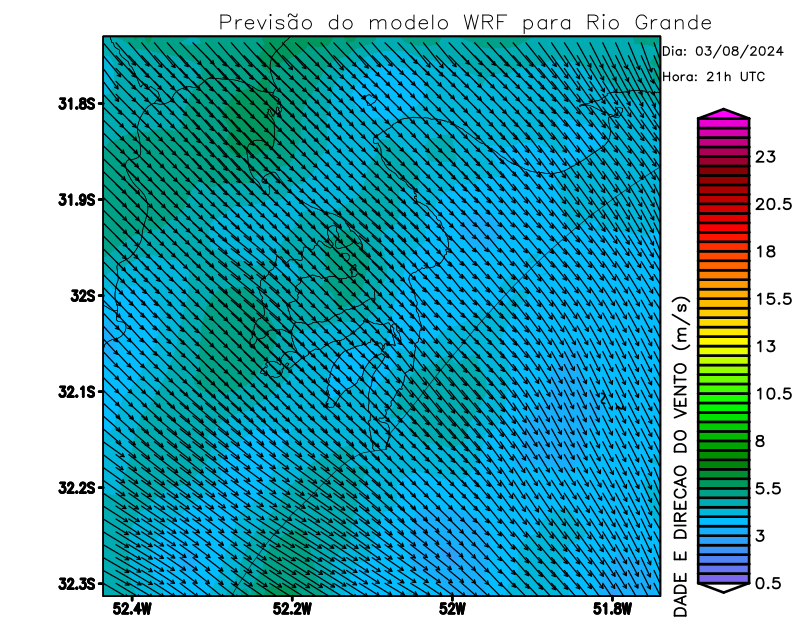 Previsão do modelo WRF para Rio Grande
Dia: 03/08/2024
Hora: 21h UTC
31.8S
31.9S
32S
32.1S
32.2S
32.3S
52.4W
52.2W
52W
51.8W
23
20.5
18
15.5
13
10.5
8
5.5
3
0.5
DADE E DIRECAO DO VENTO (m/s)